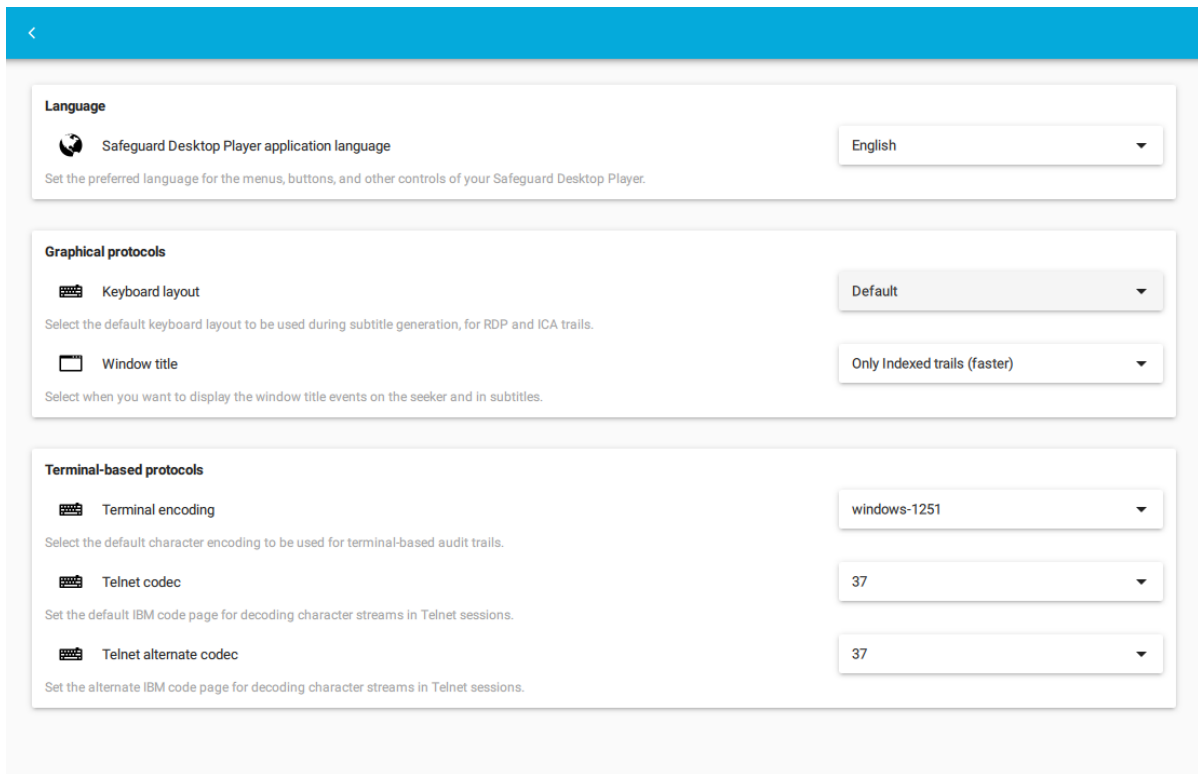 Language
Safeguard Desktop Player application language
English
Set the preferred language for the menus, buttons, and other controls of your Safeguard Desktop Player.
Graphical protocols
Keyboard layout
Default
Select the default keyboard layout to be used during subtitle generation, for RDP and ICA trails.
Window title
Only Indexed trails (faster)
Select when you want to display the window title events on the seeker and in subtitles.
Terminal-based protocols
Terminal encoding
windows-1251
Select the default character encoding to be used for terminal-based audit trails.
Telnet codec
37
Set the default IBM code page for decoding character streams in Telnet sessions.
Telnet alternate codec
37
Set the alternate IBM code page for decoding character streams in Telnet sessions.